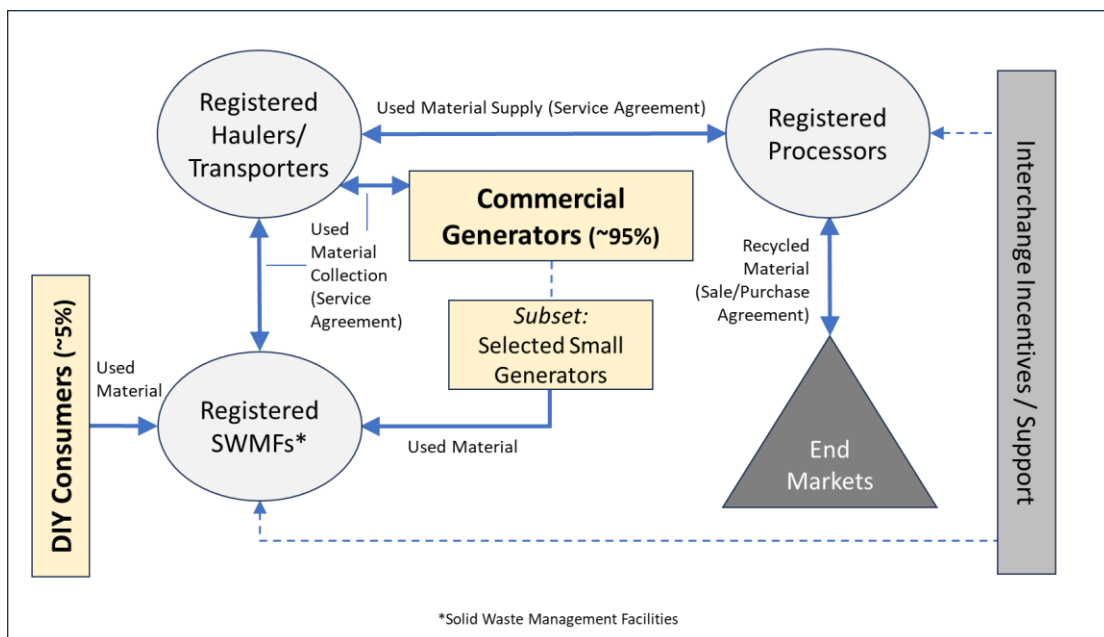 Registered
Haulers/
Transporters
Used Material Supply (Service Agreement)
Registered
Processors
Commercial
Generators (~95%)
Used
Material
Collection
(Service
Agreement)
Subset:
Selected Small
Generators
Recycled
Material
(Sale/Purchase
Agreement)
DIY Consumers (~5%)
Used
Material
Registered
SWMFs*
Used Material
End
Markets
Interchange Incentives / Support
*Solid Waste Management Facilities